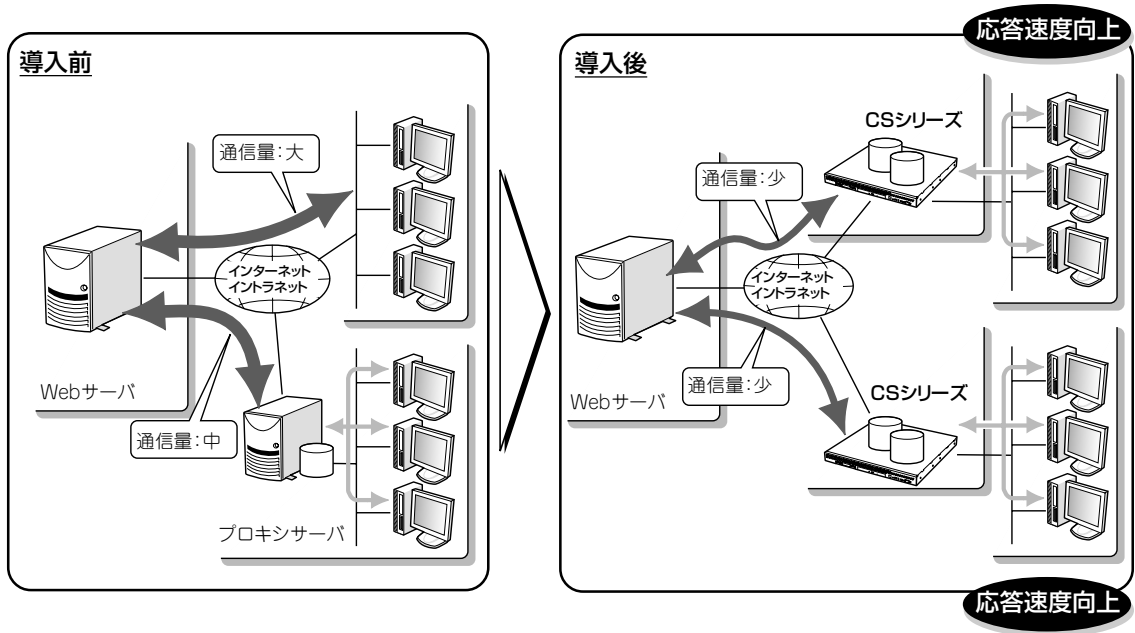 応答速度向上
導入前
通信量：大
インターネット
イントラネット
Webサーバ
通信量：中
プロキシサーバ
導入後
CSシリーズ
通信量：少
インターネット
イントラネット
通信量：少
Webサーバ
CSシリーズ
応答速度向上